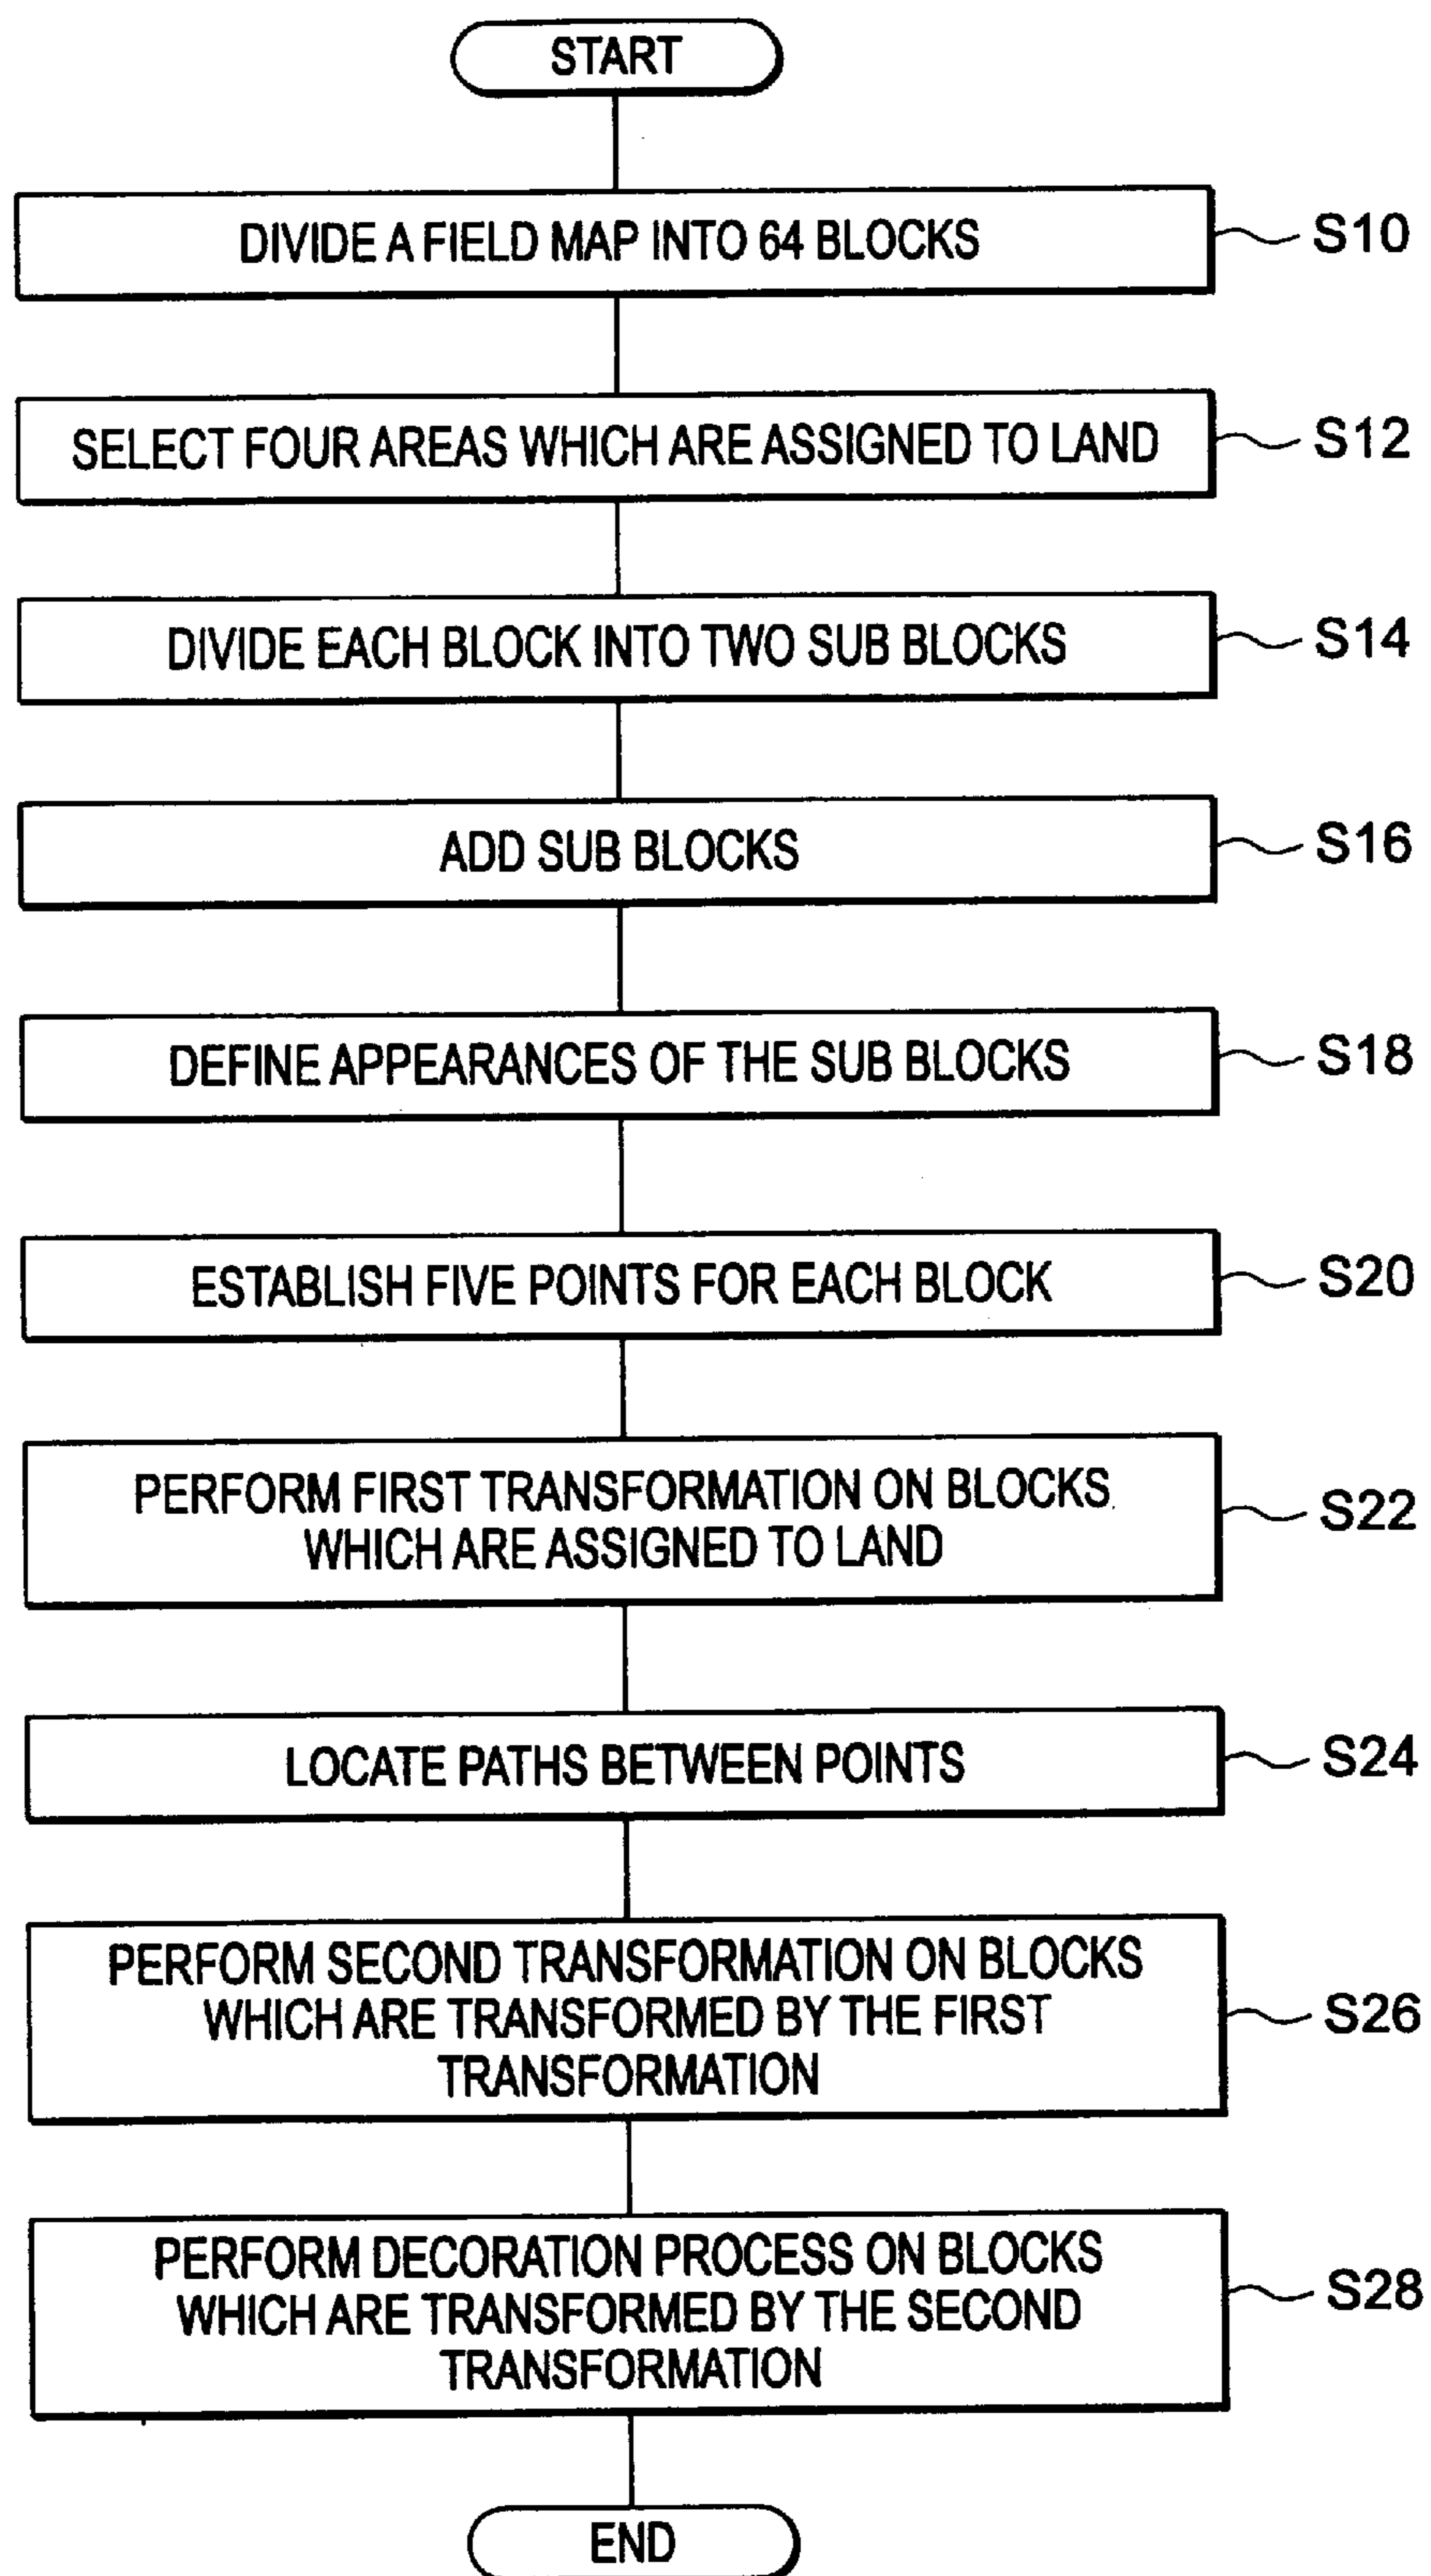 START
DIVIDE A FIELD MAP INTO 64 BLOCKS
S10
SELECT FOUR AREAS WHICH ARE ASSIGNED TO LAND
S12
DIVIDE EACH BLOCK INTO TWO SUB BLOCKS
S14
ADD SUB BLOCKS
S16
DEFINE APPEARANCES OF THE SUB BLOCKS
S18
ESTABLISH FIVE POINTS FOR EACH BLOCK
S20
PERFORM FIRST TRANSFORMATION ON BLOCKS
WHICH ARE ASSIGNED TO LAND
S22
LOCATE PATHS BETWEEN POINTS
S24
PERFORM SECOND TRANSFORMATION ON BLOCKS
WHICH ARE TRANSFORMED BY THE FIRST
TRANSFORMATION
S26
PERFORM DECORATION PROCESS ON BLOCKS
WHICH ARE TRANSFORMED BY THE SECOND
TRANSFORMATION
S28
END